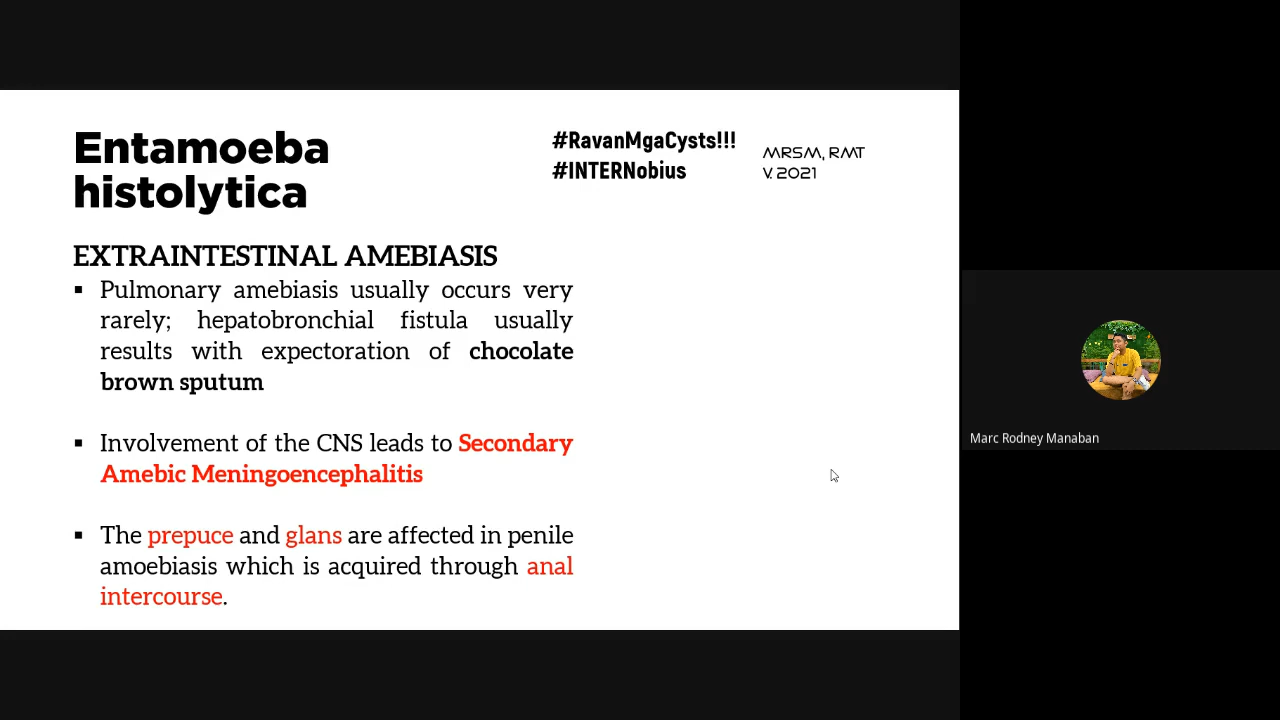 Entamoeba
histolytica
#RavanMgaCysts!!!
#INTERNobius
MRSM, RMT
V. 2021
EXTRAINTESTINAL AMEBIASIS
▪ Pulmonary amebiasis usually occurs very
rarely; hepatobronchial fistula usually
results with expectoration of chocolate
brown sputum
▪ Involvement of the CNS leads to Secondary
Amebic Meningoencephalitis
▪ The prepuce and glans are affected in penile
amoebiasis which is acquired through anal
intercourse.
Marc Rodney Manaban